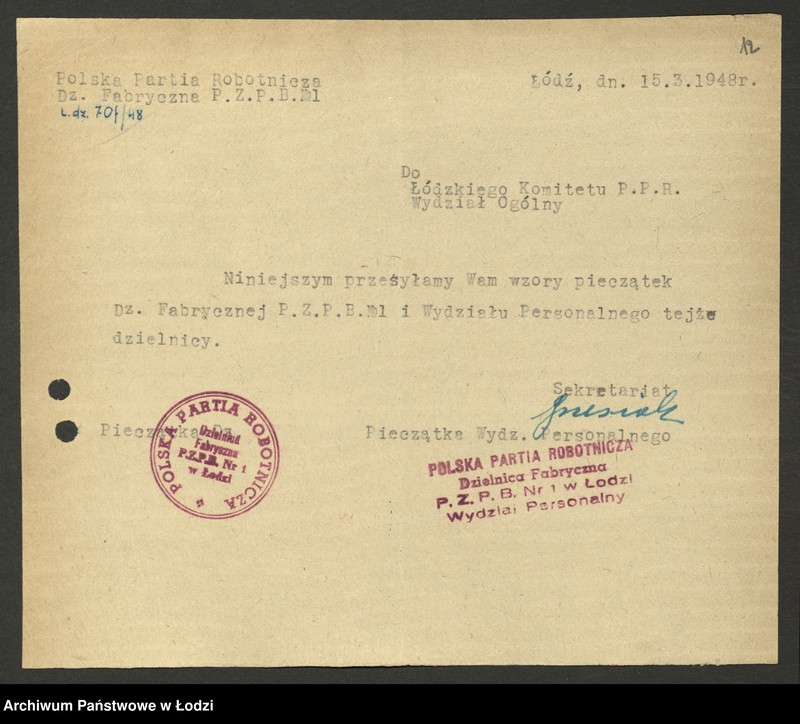 12
Polska Partia Robotnicza
Dz. Fabryczna P.Z.P.B.№1
Łódź, dn. 15.3.1948r.
L.dz. 701/48
Do
Łódzkiego Komitetu P.P.R.
Wydział Ogólny
Niniejszym przesyłamy Wam wzory pieczątek
Dz. Fabrycznej P.Z.P.B.№1 i Wydziału Personalnego tejże
dzielnicy.
Sekretariat
Pieczątka Dz.
Pieczątka Wydz. Personalnego
POLSKA PARTIA ROBOTNICZA
Dzielnica
Fabryczna
P.Z.P.B. Nr 1
w Łodzi
POLSKA PARTIA ROBOTNICZA
Dzielnica Fabryczna
P. Z. P. B. Nr 1 w Łodzi
Wydział Personalny
Archiwum Państwowe w Łodzi